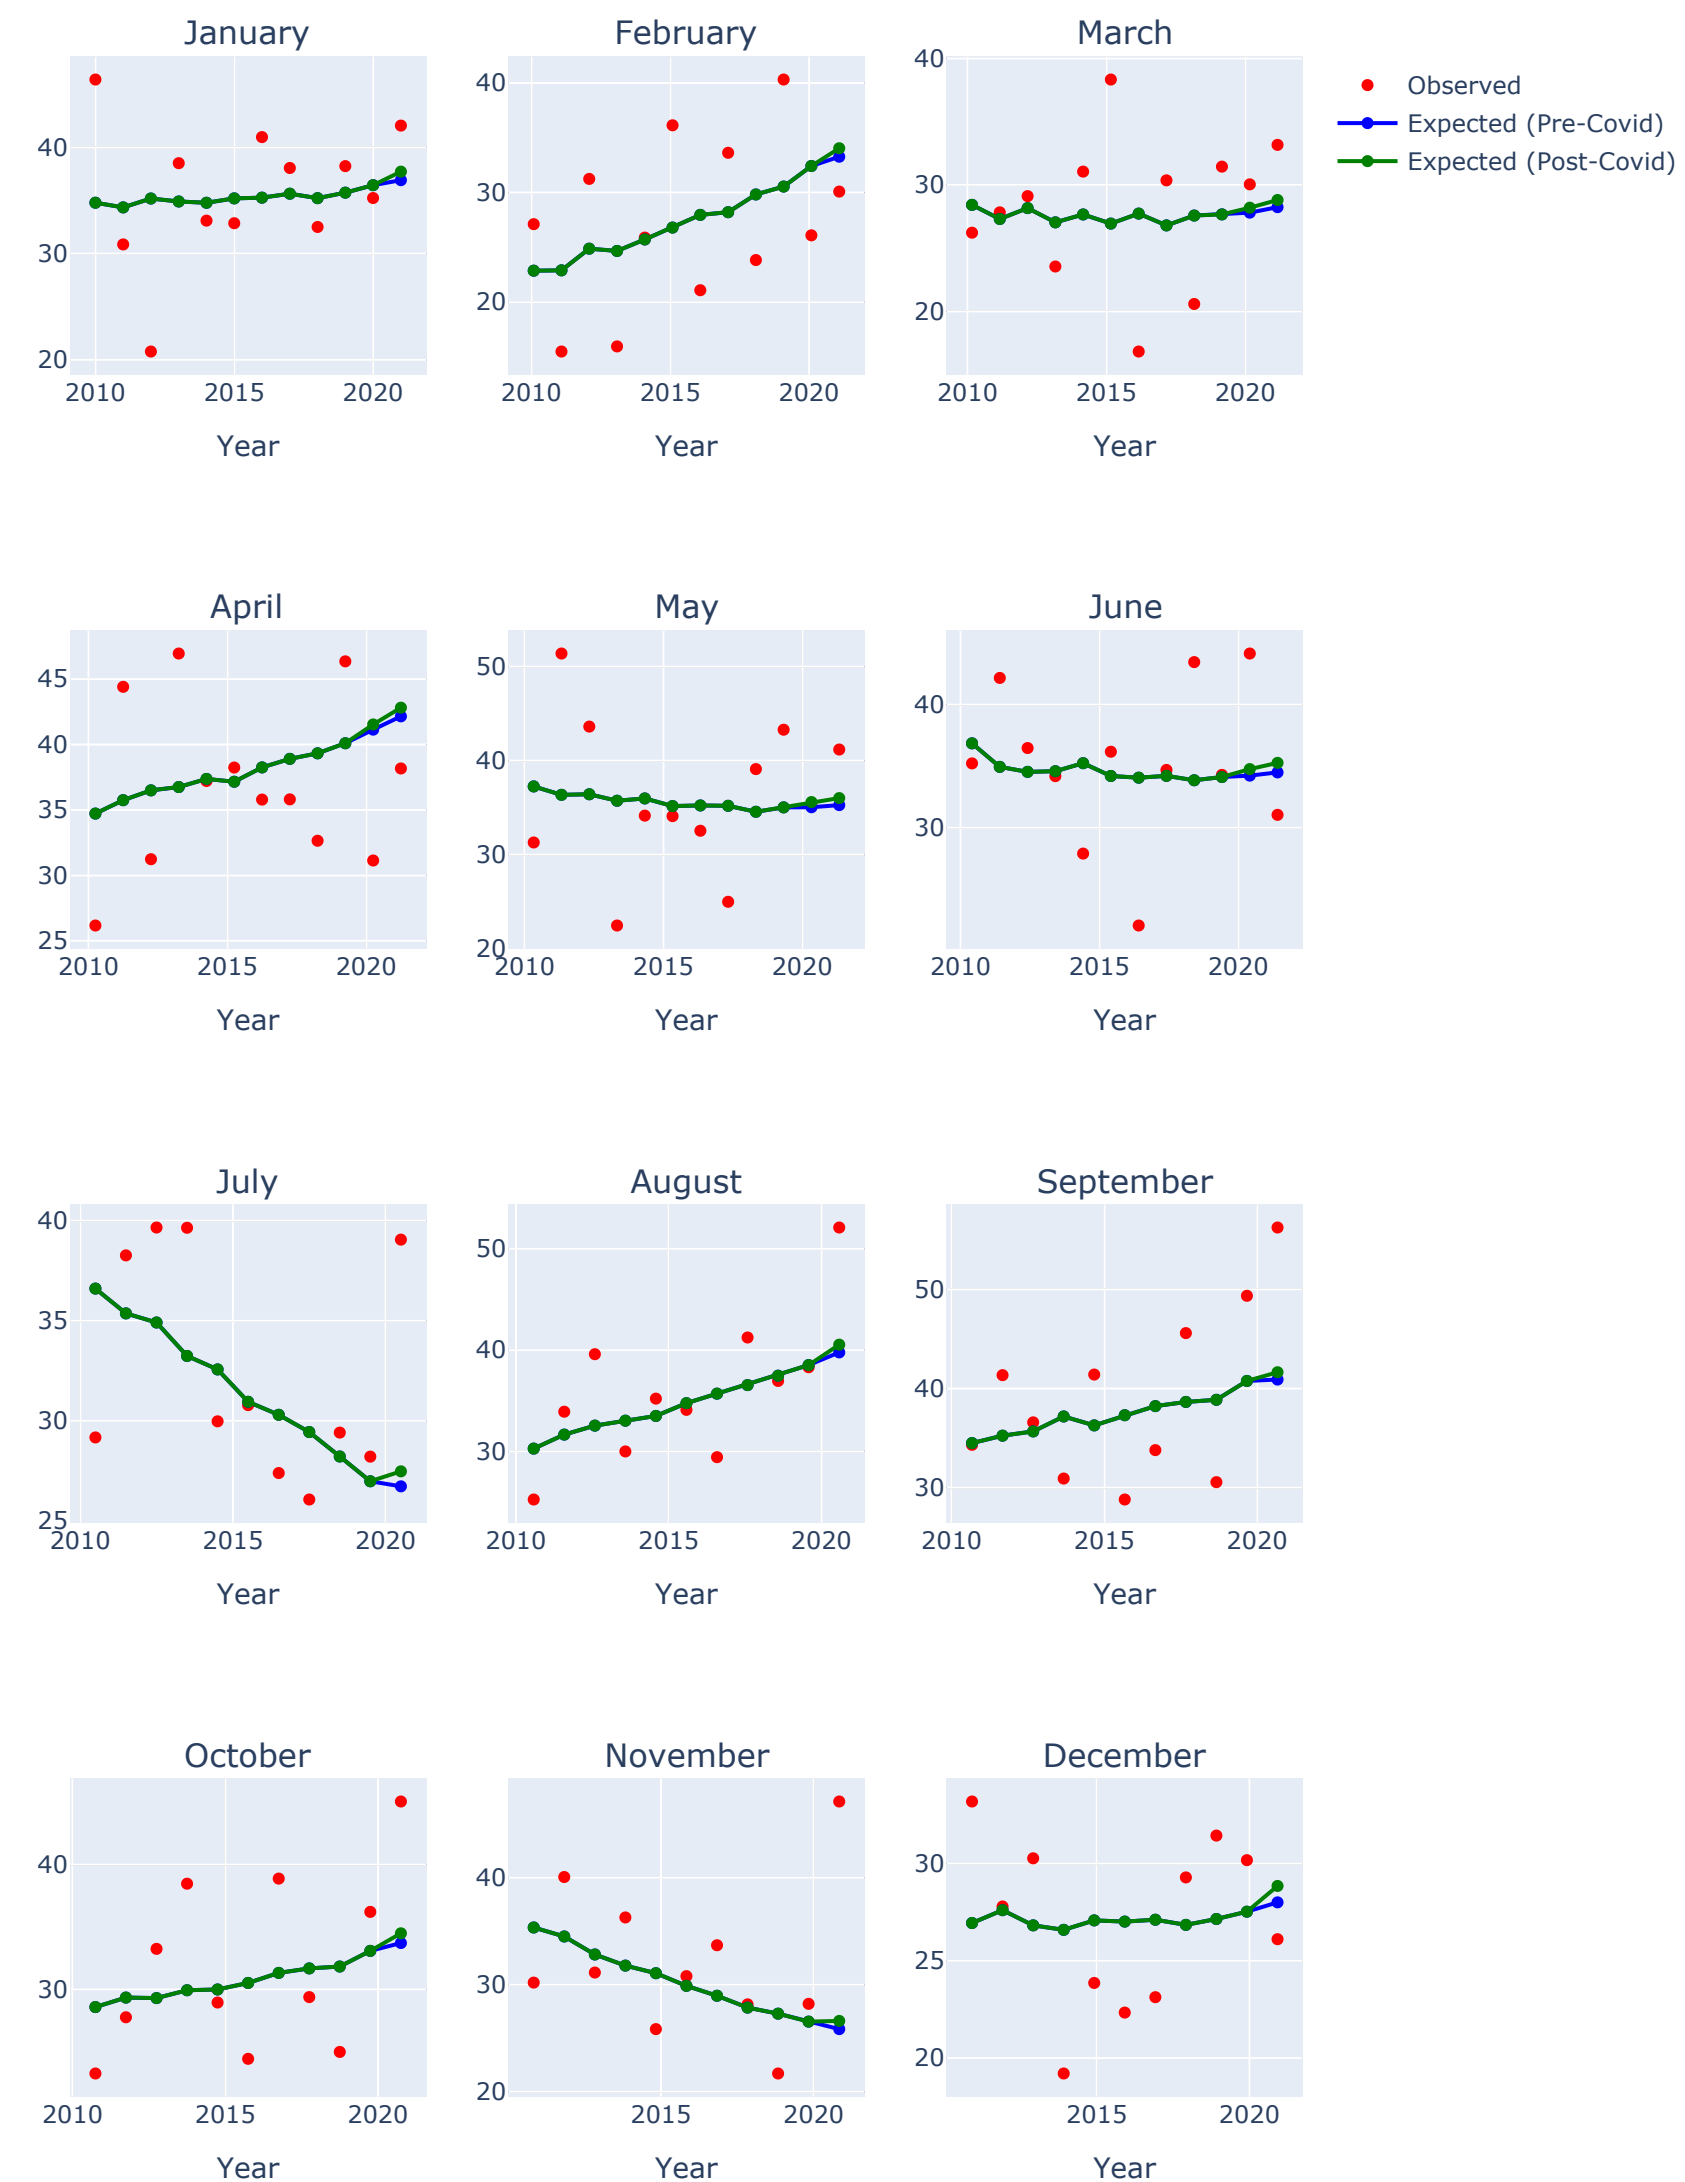 January
February
March
Observed
Expected (Pre-Covid)
Expected (Post-Covid)
40
30
20
2010 2015 2020
Year
40
30
20
2010 2015 2020
Year
40
30
20
2010 2015 2020
Year
April
May
June
45
40
35
30
25
2010 2015 2020
Year
50
40
30
20
2010 2015 2020
Year
40
30
2010 2015 2020
Year
July
August
September
40
35
30
25
2010 2015 2020
Year
50
40
30
2010 2015 2020
Year
50
40
30
2010 2015 2020
Year
October
November
December
40
30
2010 2015 2020
Year
40
30
20
2015 2020
Year
30
25
20
2015 2020
Year